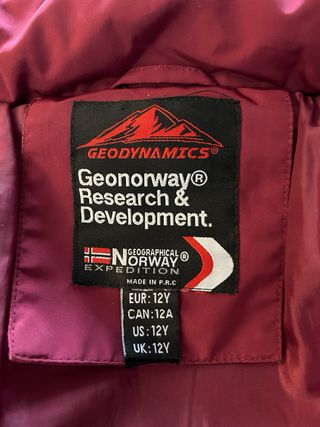 GEODYNAMICS®
Geonorway®
Research &
Development.
GEOGRAPHICAL
NORWAY®
EXPEDITION
MADE IN P.R.C
EUR: 12Y
CAN: 12A
US: 12Y
UK: 12Y